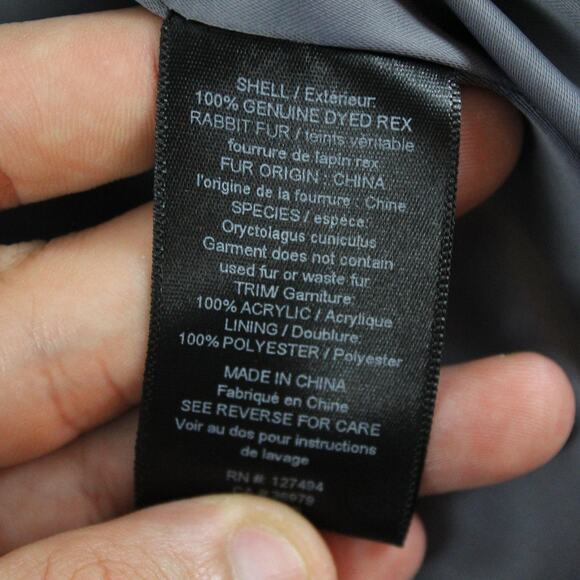 SHELL / Extérieur:
100% GENUINE DYED REX
RABBIT FUR / teints véritable
fourrure de lapin rex
FUR ORIGIN : CHINA
l'origine de la fourrure : Chine
SPECIES / espèce:
Oryctolagus cuniculus
Garment does not contain
used fur or waste fur
TRIM/ Garniture:
100% ACRYLIC / Acrylique
LINING / Doublure:
100% POLYESTER / Polyester
MADE IN CHINA
Fabriqué en Chine
SEE REVERSE FOR CARE
Voir au dos pour instructions
de lavage
RN #: 127494